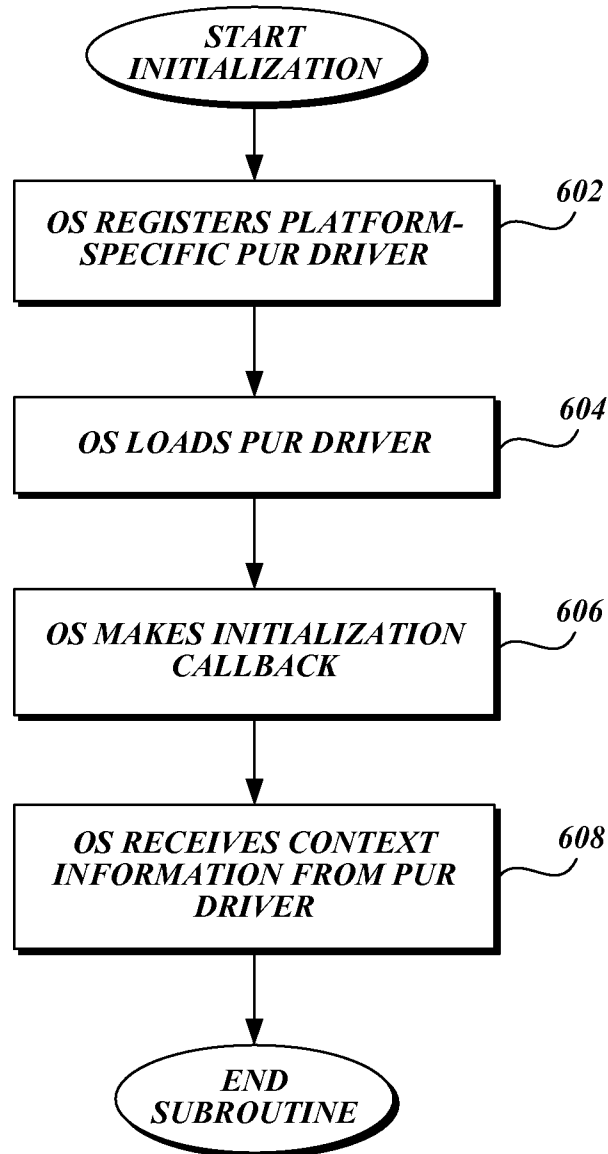 START
INITIALIZATION
OS REGISTERS PLATFORM-
SPECIFIC PUR DRIVER
602
OS LOADS PUR DRIVER
604
OS MAKES INITIALIZATION
CALLBACK
606
OS RECEIVES CONTEXT
INFORMATION FROM PUR
DRIVER
608
END
SUBROUTINE